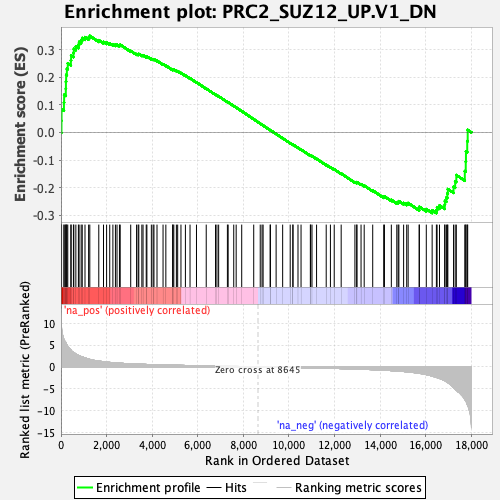 Enrichment plot: PRC2_SUZ12_UP.V1_DN
Enrichment score (ES)
0.3
0.2
0.1
0.0
-0.1
-0.2
-0.3
Ranked list metric (PreRanked)
10
5
0
-5
-10
-15
'na_pos' (positively correlated)
Zero cross at 8645
'na_neg' (negatively correlated)
0 2,000 4,000 6,000 8,000 10,000 12,000 14,000 16,000 18,000
Rank in Ordered Dataset
Enrichment profile Hits Ranking metric scores